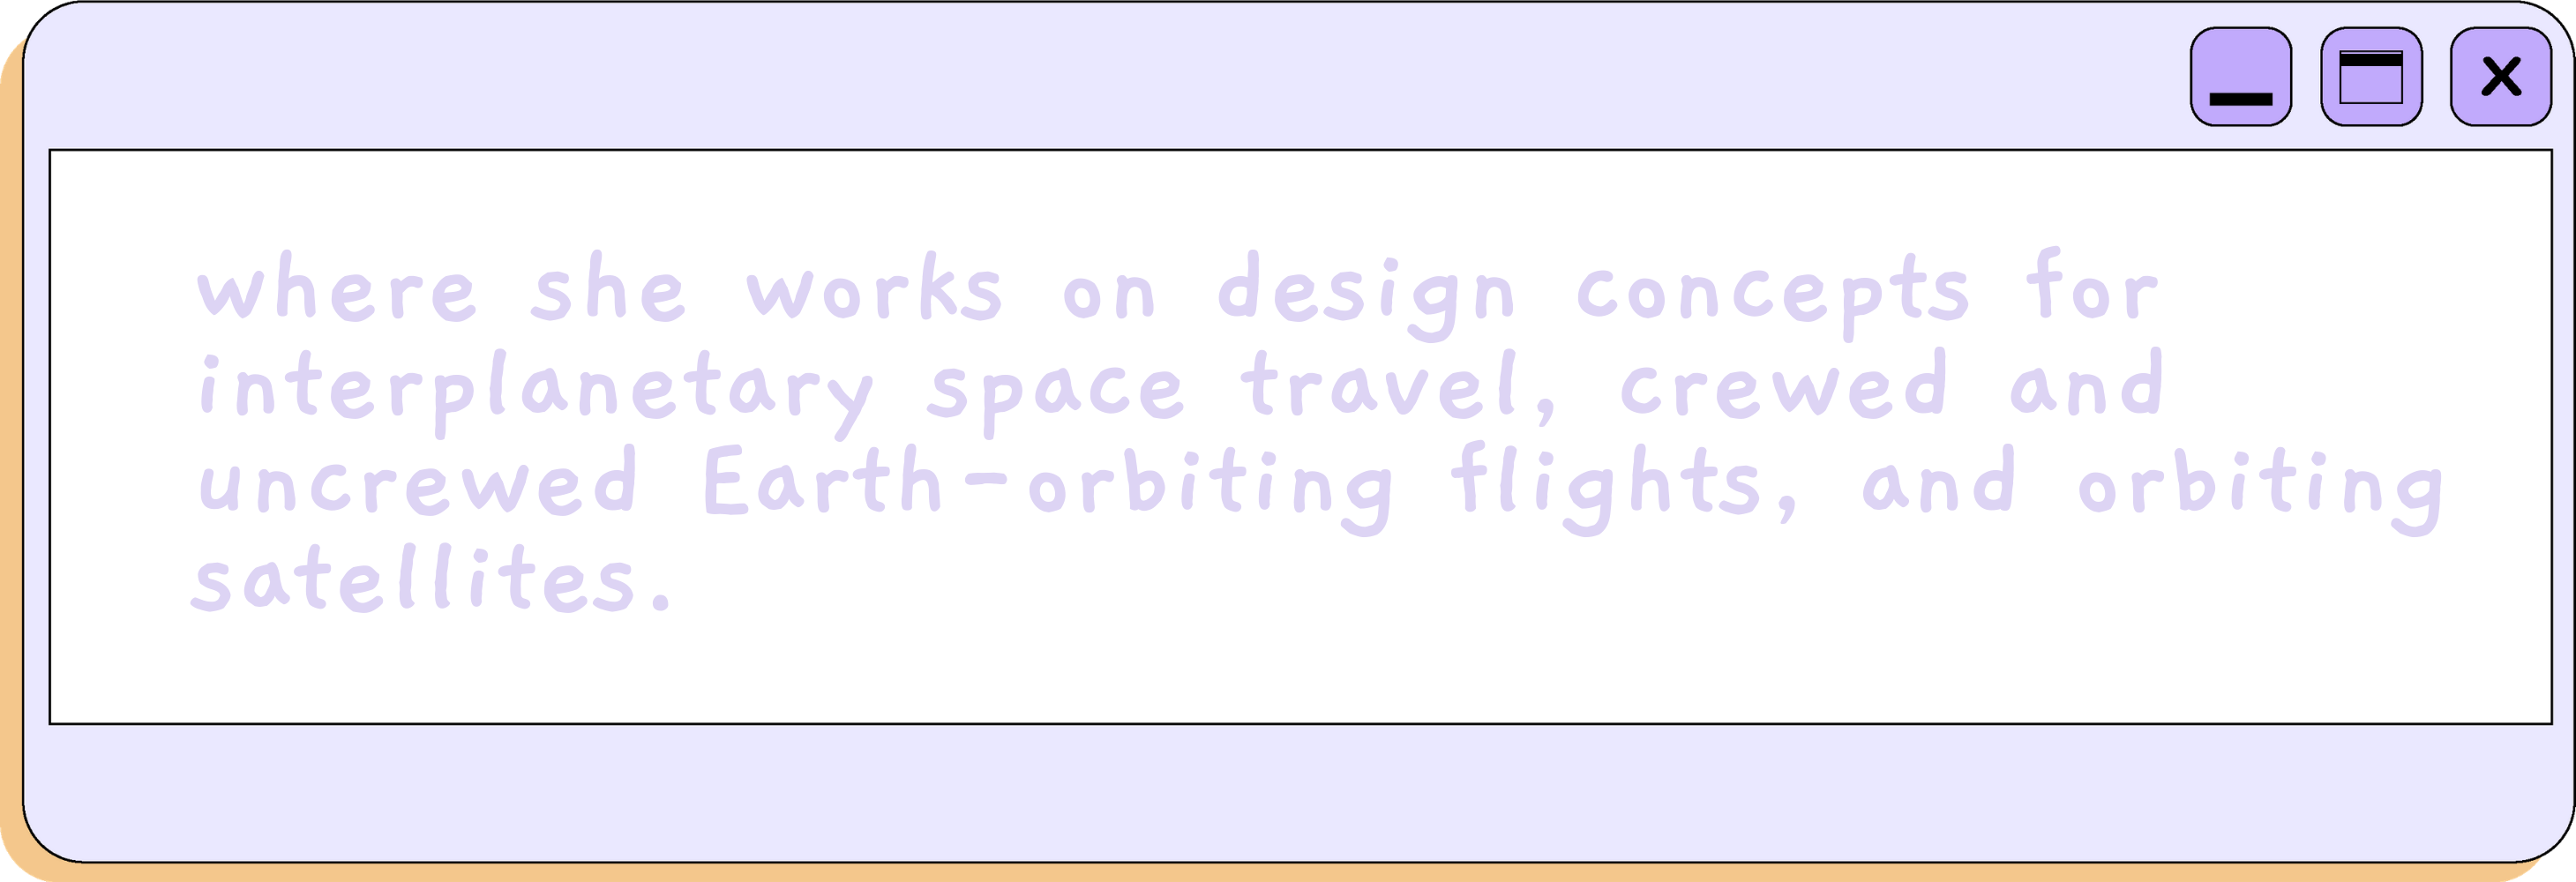 where she works on design concepts for
interplanetary space travel, crewed and
uncrewed Earth-orbiting flights, and orbiting
satellites.